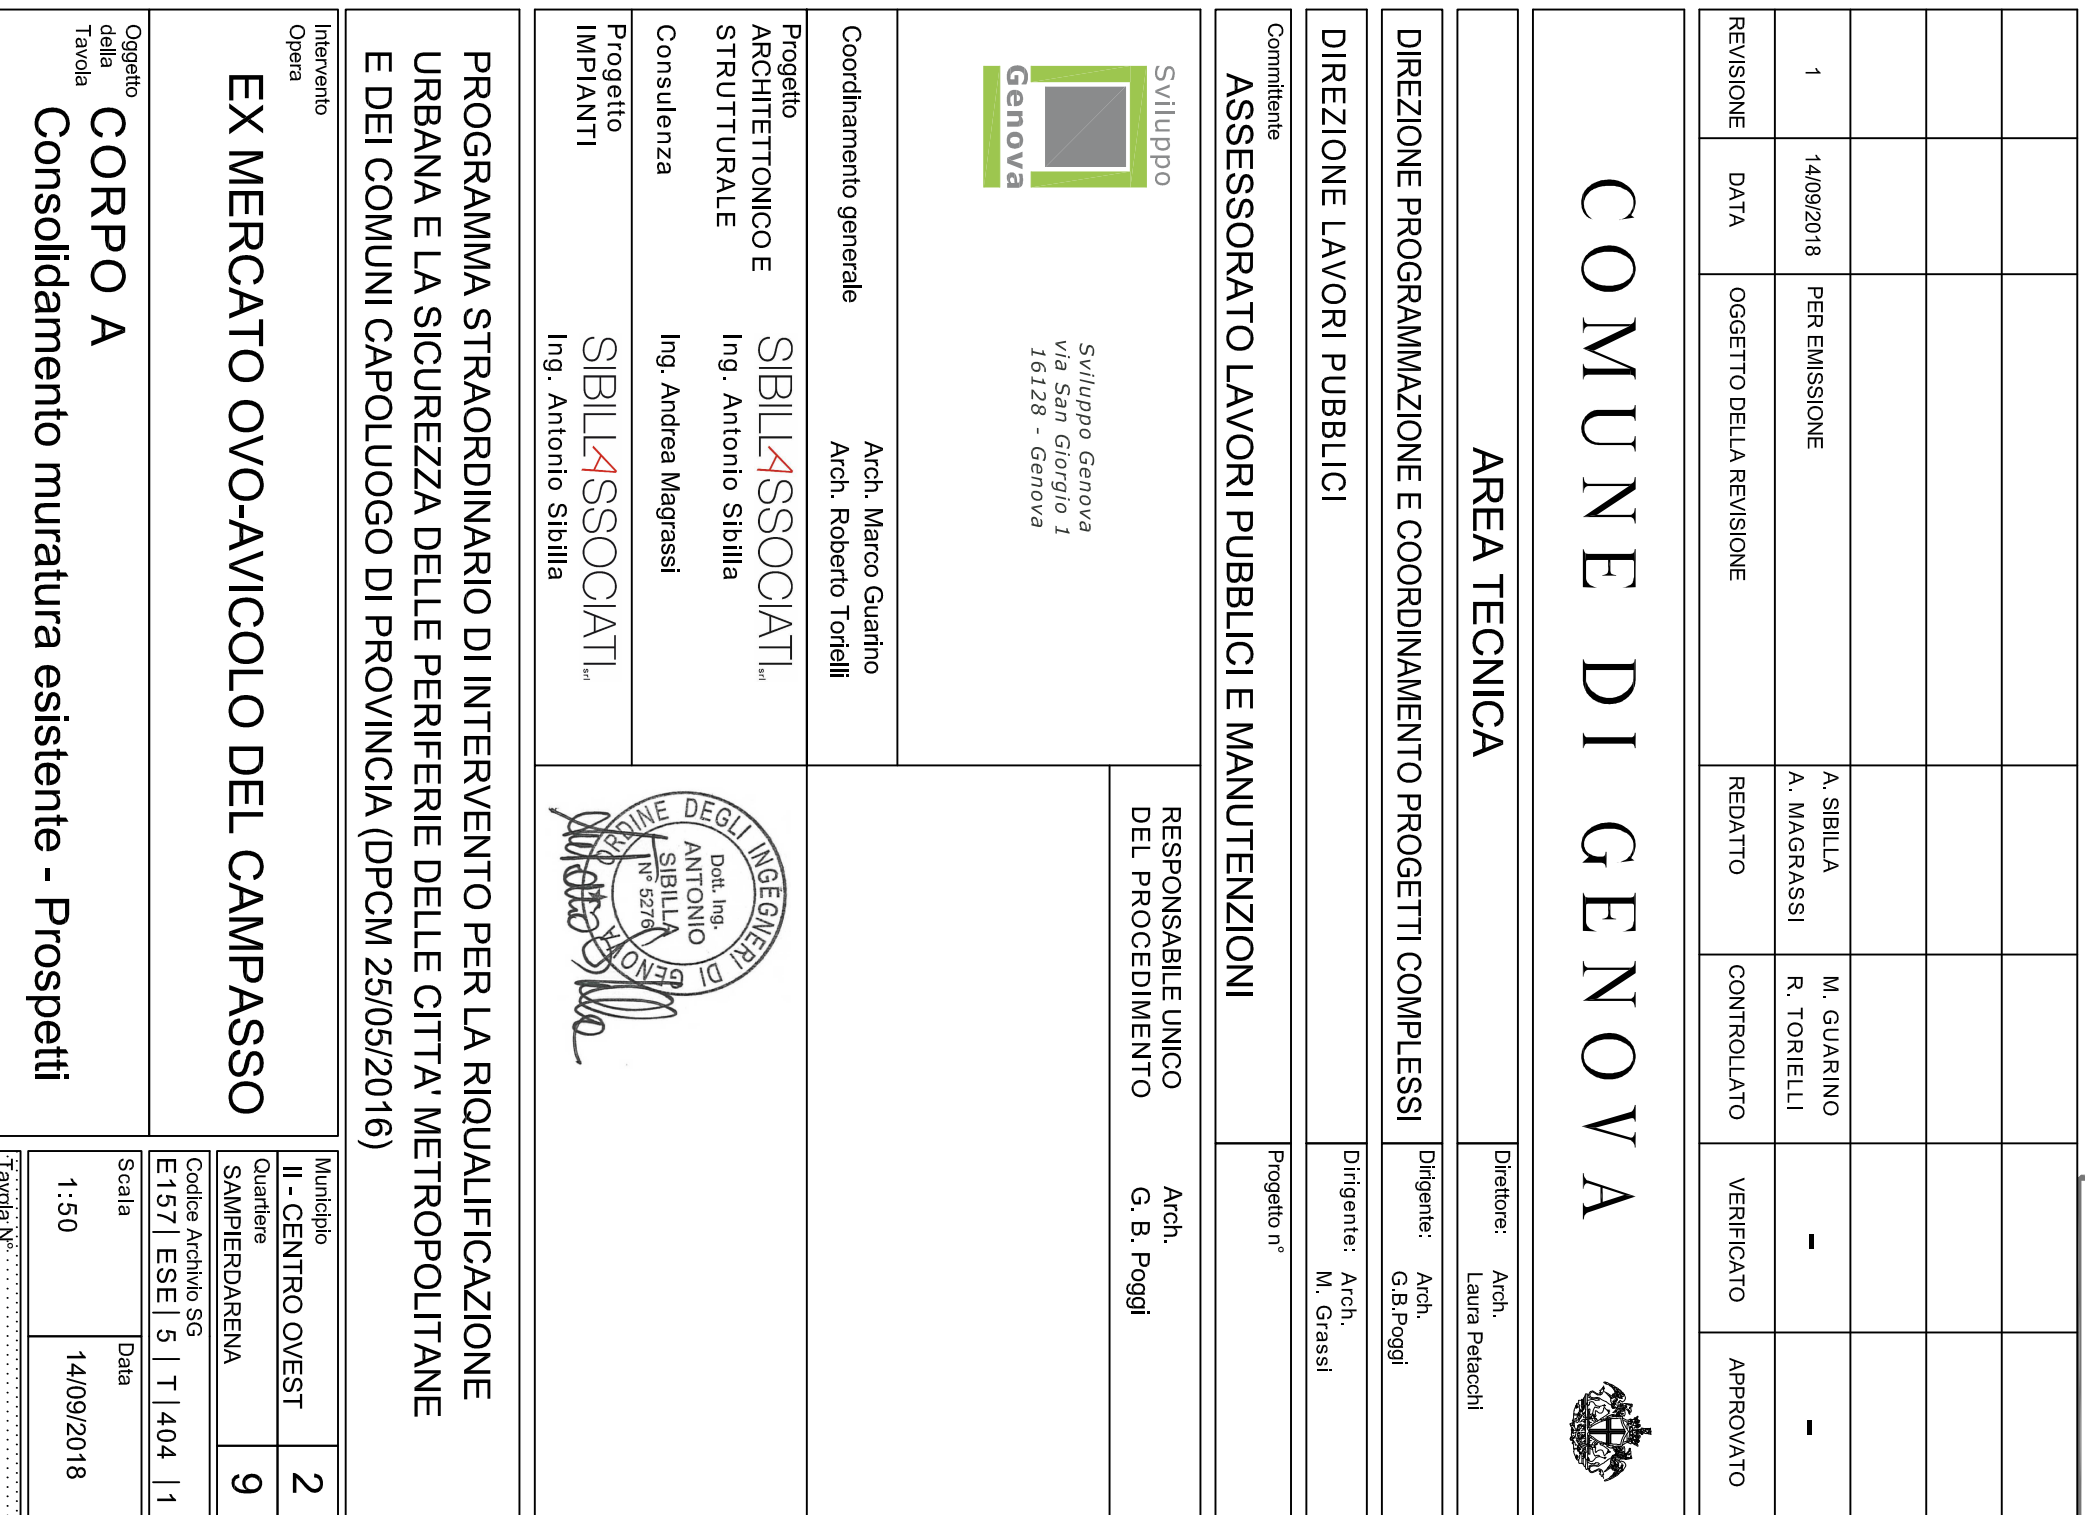 1
14/09/2018
PER EMISSIONE
A. SIBILLA
A. MAGRASSI
M. GUARINO
R. TORIELLI
-
-
REVISIONE
DATA
OGGETTO DELLA REVISIONE
REDATTO
CONTROLLATO
VERIFICATO
APPROVATO
COMUNE DI GENOVA
AREA TECNICA
Direttore:
Arch.
Laura Petacchi
DIREZIONE PROGRAMMAZIONE E COORDINAMENTO PROGETTI COMPLESSI
Dirigente:
Arch.
G.B.Poggi
DIREZIONE LAVORI PUBBLICI
Dirigente:
Arch.
M. Grassi
Committente
ASSESSORATO LAVORI PUBBLICI E MANUTENZIONI
Progetto n°
Sviluppo
Genova
Sviluppo Genova
via San Giorgio 1
16128 - Genova
RESPONSABILE UNICO
DEL PROCEDIMENTO
Arch.
G. B. Poggi
Coordinamento generale
Arch. Marco Guarino
Arch. Roberto Torielli
Progetto
ARCHITETTONICO E
STRUTTURALE
SIBILLASSOCIATI srl
Ing. Antonio Sibilla
Consulenza
Ing. Andrea Magrassi
Progetto
IMPIANTI
SIBILLASSOCIATI srl
Ing. Antonio Sibilla
ORDINE DEGLI INGEGNERI DI GENOVA
Dott. Ing.
ANTONIO
SIBILLA
N° 5276
Antonio Sibilla
PROGRAMMA STRAORDINARIO DI INTERVENTO PER LA RIQUALIFICAZIONE
URBANA E LA SICUREZZA DELLE PERIFERIE DELLE CITTA' METROPOLITANE
E DEI COMUNI CAPOLUOGO DI PROVINCIA (DPCM 25/05/2016)
Intervento
Opera
EX MERCATO OVO-AVICOLO DEL CAMPASSO
Municipio
II - CENTRO OVEST
2
Quartiere
SAMPIERDARENA
9
Oggetto
della
Tavola
CORPO A
Consolidamento muratura esistente - Prospetti
Codice Archivio SG
E157| ESE| 5 | T |404 |1
Scala
1:50
Data
14/09/2018
Tavola N°